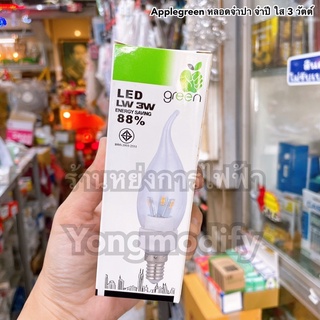 Applegreen หลอดจำปา จำปี ใส 3 วัตต์
LED
LW 3W
ENERGY SAVING
88%
green
ร้านหย่งการไฟฟ้า
Yongmodify